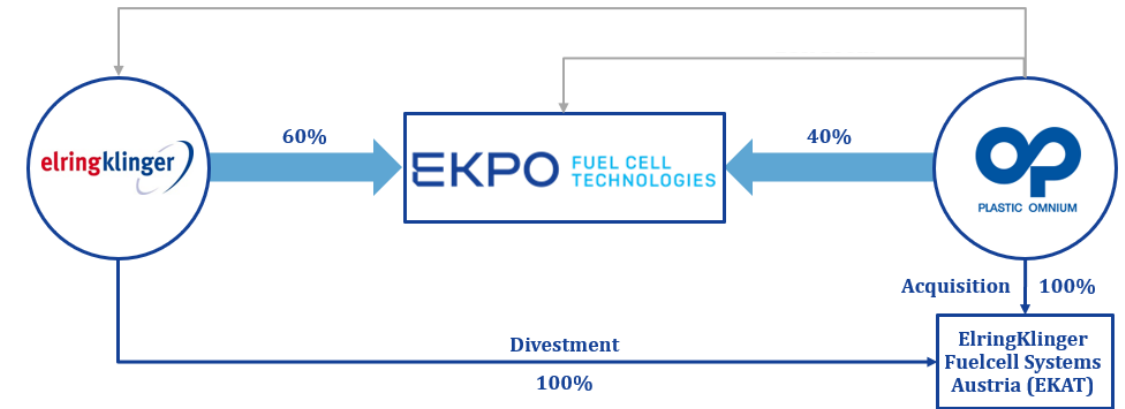 60%
40%
elringklinger
EKPO FUEL CELL
TECHNOLOGIES
PLASTIC OMNIUM
Acquisition 100%
Divestment
100%
ElringKlinger
Fuelcell Systems
Austria (EKAT)